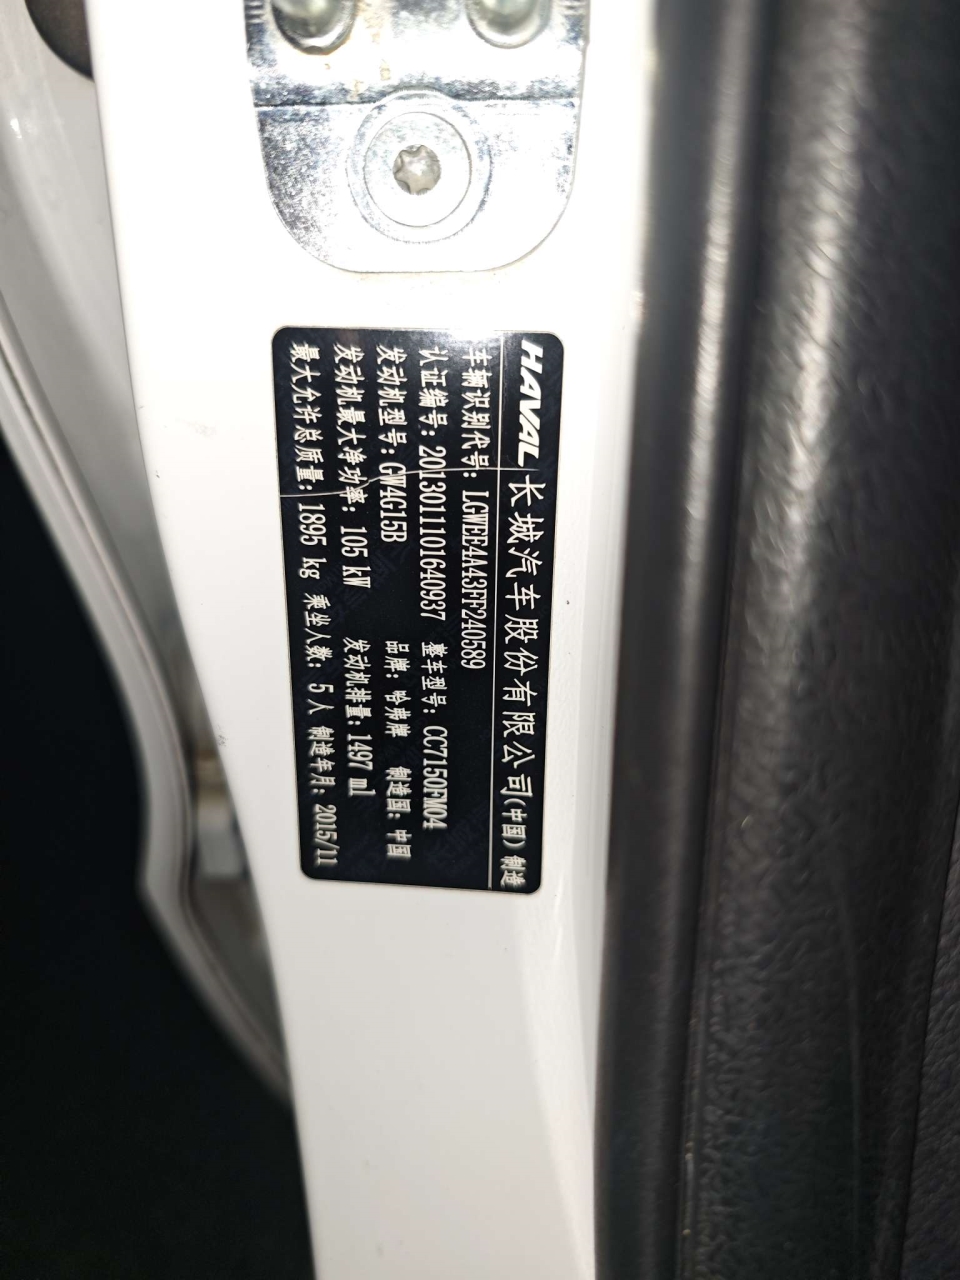 HAVAL 长城汽车股份有限公司(中国) 制造
车辆识别代号: LGWEE4A43FF240589
认证编号: 2013011101640937 整车型号: CC7150FM04
发动机型号: GW4G15B 品牌: 哈弗牌 制造国: 中国
发动机最大净功率: 105 kW 发动机排量: 1497 ml
最大允许总质量: 1895 kg 乘坐人数: 5人 制造年月: 2015/11